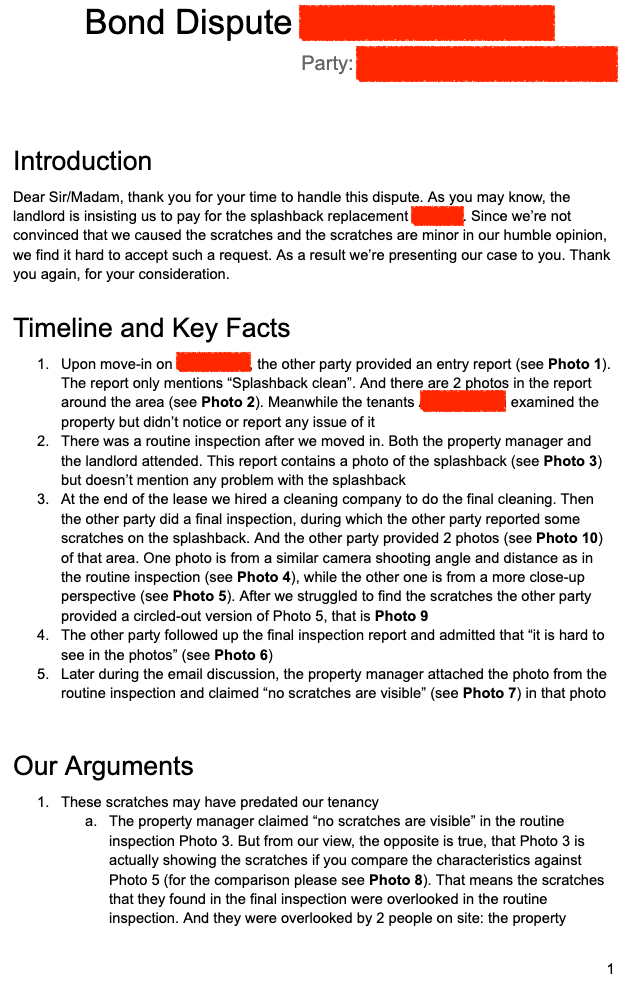 Bond Dispute
Party:
Introduction
Dear Sir/Madam, thank you for your time to handle this dispute. As you may know, the
landlord is insisting us to pay for the splashback replacement . Since we’re not
convinced that we caused the scratches and the scratches are minor in our humble opinion,
we find it hard to accept such a request. As a result we’re presenting our case to you. Thank
you again, for your consideration.
Timeline and Key Facts
1. Upon move-in on , the other party provided an entry report (see Photo 1).
The report only mentions “Splashback clean”. And there are 2 photos in the report
around the area (see Photo 2). Meanwhile the tenants examined the
property but didn’t notice or report any issue of it
2. There was a routine inspection after we moved in. Both the property manager and
the landlord attended. This report contains a photo of the splashback (see Photo 3)
but doesn’t mention any problem with the splashback
3. At the end of the lease we hired a cleaning company to do the final cleaning. Then
the other party did a final inspection, during which the other party reported some
scratches on the splashback. And the other party provided 2 photos (see Photo 10)
of that area. One photo is from a similar camera shooting angle and distance as in
the routine inspection (see Photo 4), while the other one is from a more close-up
perspective (see Photo 5). After we struggled to find the scratches the other party
provided a circled-out version of Photo 5, that is Photo 9
4. The other party followed up the final inspection report and admitted that “it is hard to
see in the photos” (see Photo 6)
5. Later during the email discussion, the property manager attached the photo from the
routine inspection and claimed “no scratches are visible” (see Photo 7) in that photo
Our Arguments
1. These scratches may have predated our tenancy
a. The property manager claimed “no scratches are visible” in the routine
inspection Photo 3. But from our view, the opposite is true, that Photo 3 is
actually showing the scratches if you compare the characteristics against
Photo 5 (for the comparison please see Photo 8). That means the scratches
that they found in the final inspection were overlooked in the routine
inspection. And they were overlooked by 2 people on site: the property
1